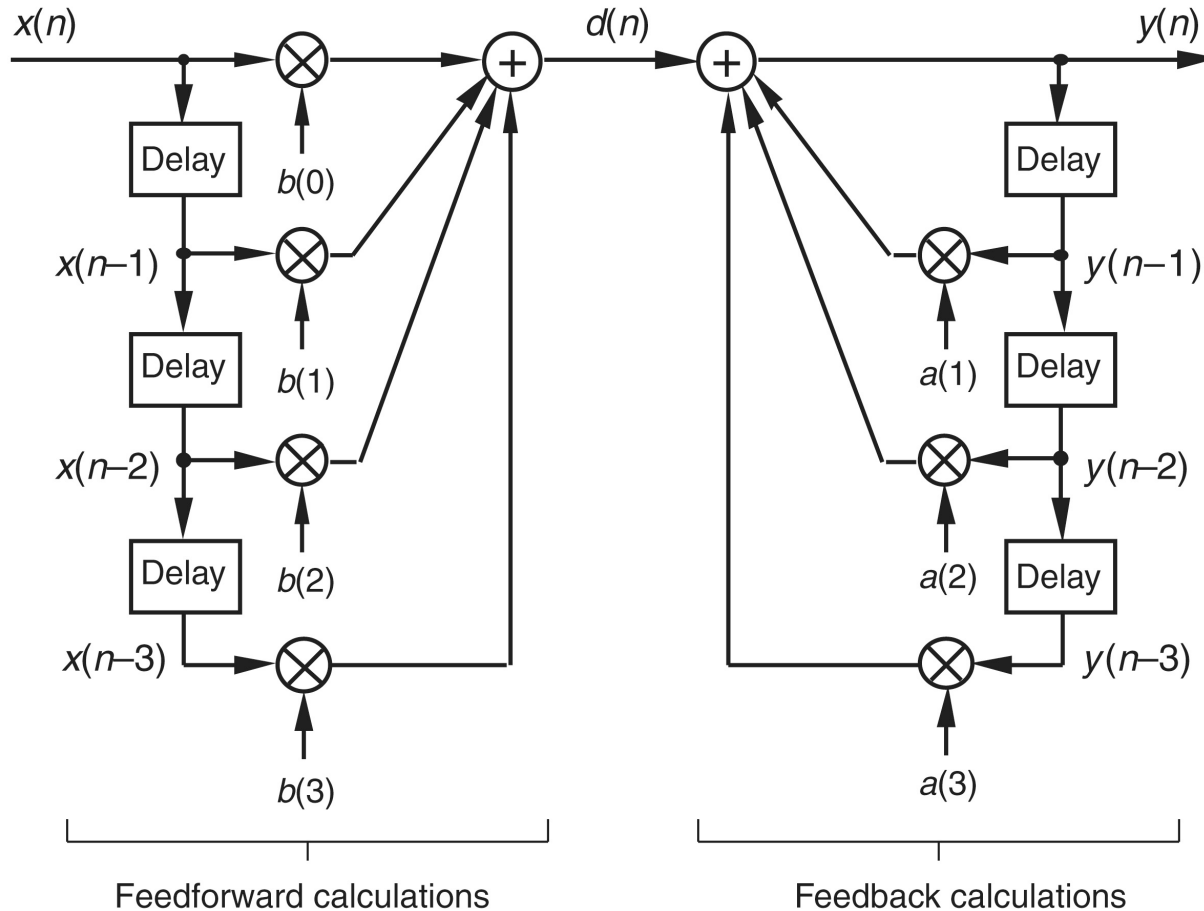 x(n) d(n) y(n)
+ +
Delay Delay
b(0)
x(n–1) y(n–1)
Delay Delay
b(1) a(1)
x(n–2) y(n–2)
Delay Delay
b(2) a(2)
x(n–3) y(n–3)
b(3) a(3)
Feedforward calculations Feedback calculations